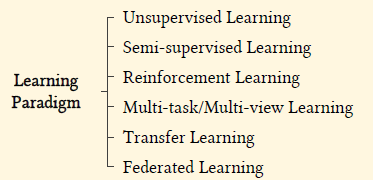 Learning
Paradigm
Unsupervised Learning
Semi-supervised Learning
Reinforcement Learning
Multi-task/Multi-view Learning
Transfer Learning
Federated Learning